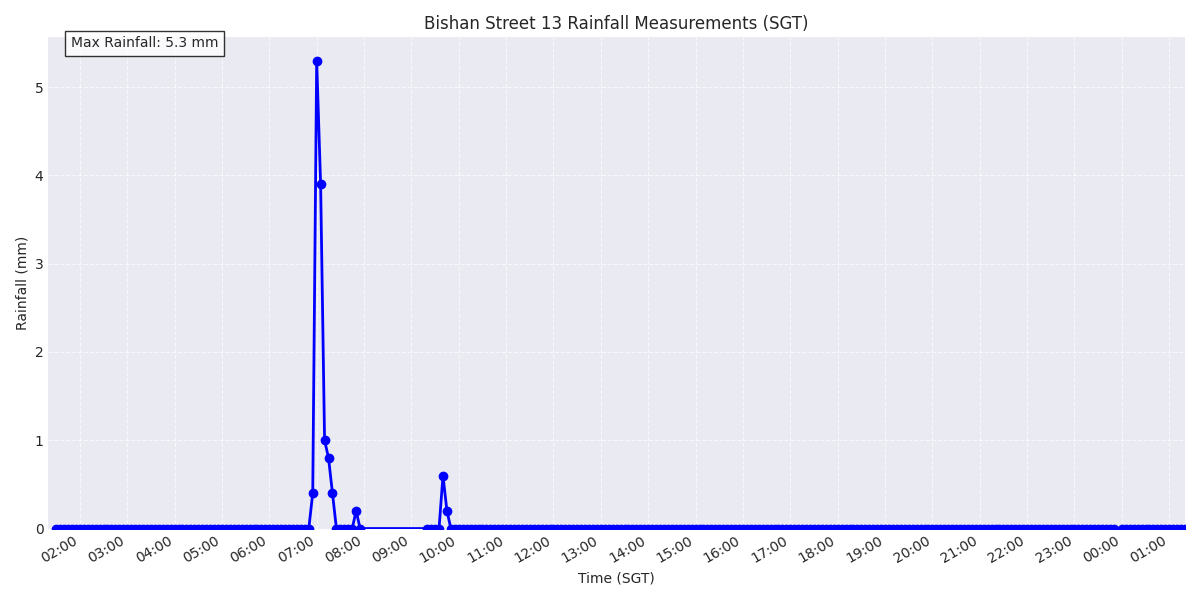 Bishan Street 13 Rainfall Measurements (SGT)
Max Rainfall: 5.3 mm
Rainfall (mm)
5
4
3
2
1
0
02:00 03:00 04:00 05:00 06:00 07:00 08:00 09:00 10:00 11:00 12:00 13:00 14:00 15:00 16:00 17:00 18:00 19:00 20:00 21:00 22:00 23:00 00:00 01:00
Time (SGT)